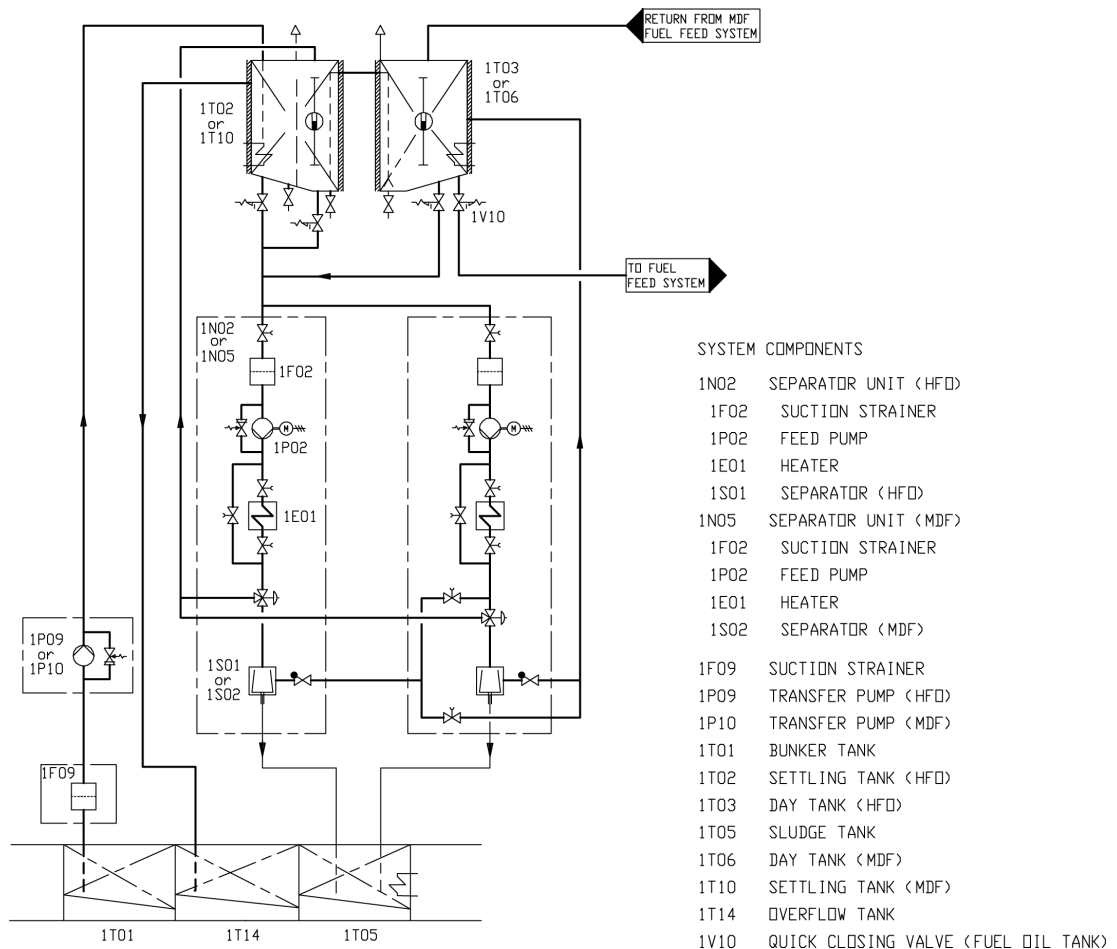 RETURN FROM MDF
FUEL FEED SYSTEM
1T03
or
1T06
1T02
or
1T10
1V10
TO FUEL
FEED SYSTEM
1N02
or
1N05
1F02
M
M
1P02
1E01
1P09
or
1P10
1S01
or
1S02
1F09
1T01
1T14
1T05
SYSTEM COMPONENTS
1N02 SEPARATOR UNIT (HFO)
1F02 SUCTION STRAINER
1P02 FEED PUMP
1E01 HEATER
1S01 SEPARATOR (HFO)
1N05 SEPARATOR UNIT (MDF)
1F02 SUCTION STRAINER
1P02 FEED PUMP
1E01 HEATER
1S02 SEPARATOR (MDF)
1F09 SUCTION STRAINER
1P09 TRANSFER PUMP (HFO)
1P10 TRANSFER PUMP (MDF)
1T01 BUNKER TANK
1T02 SETTLING TANK (HFO)
1T03 DAY TANK (HFO)
1T05 SLUDGE TANK
1T06 DAY TANK (MDF)
1T10 SETTLING TANK (MDF)
1T14 OVERFLOW TANK
1V10 QUICK CLOSING VALVE (FUEL OIL TANK)